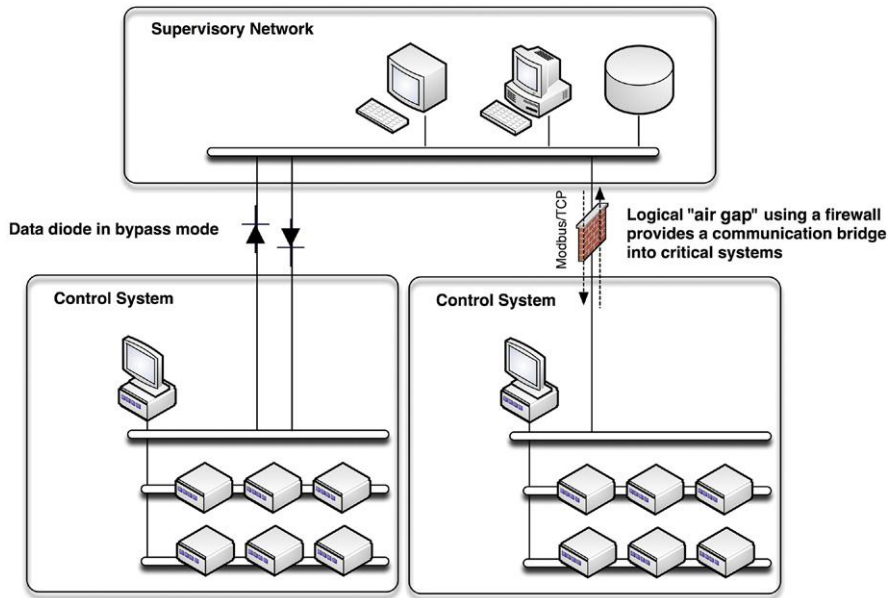 Supervisory Network
Data diode in bypass mode
Modbus/TCP
Logical "air gap" using a firewall
provides a communication bridge
into critical systems
Control System
Control System